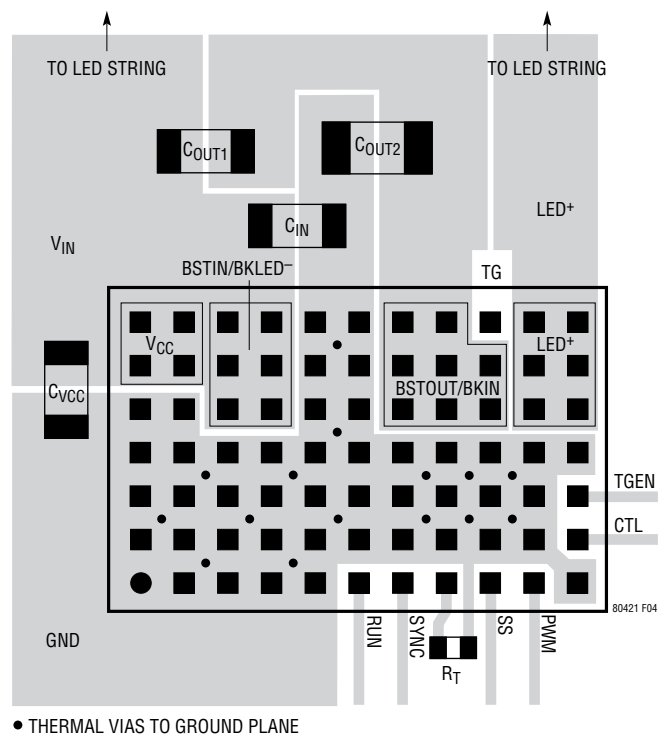 TO LED STRING
TO LED STRING
COUT1
COUT2
CIN
LED+
VIN
BSTIN/BKLED–
TG
VCC
LED+
CVCC
BSTOUT/BKIN
TGEN
CTL
80421 F04
GND
RUN
SYNC
RT
SS
PWM
● THERMAL VIAS TO GROUND PLANE